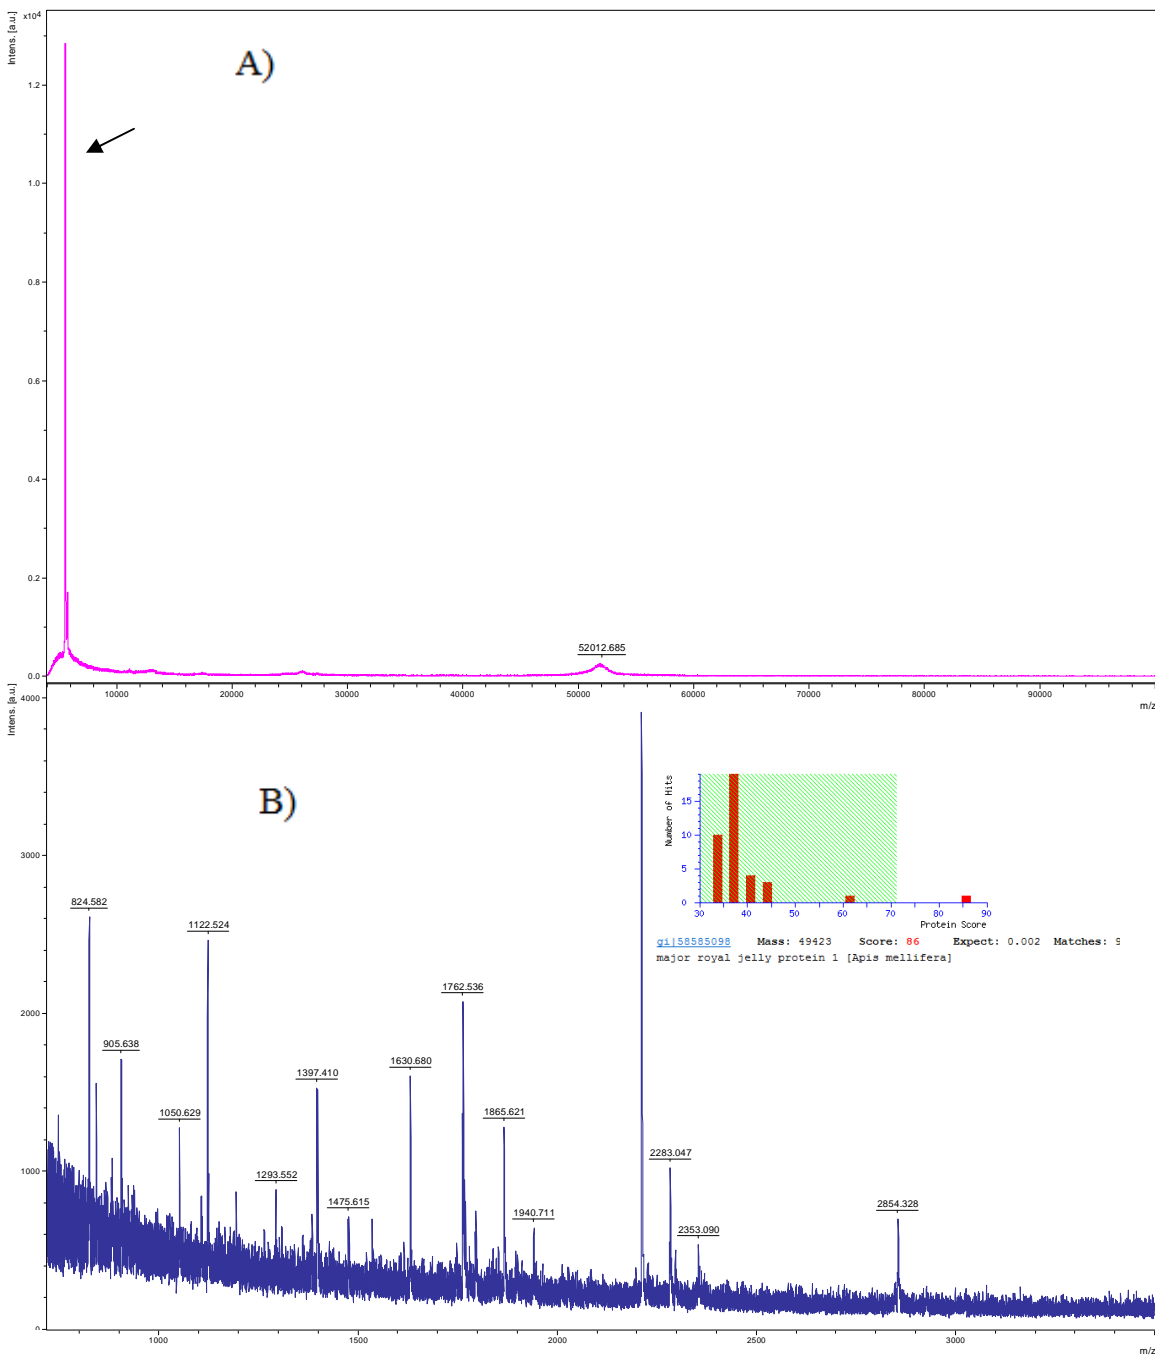 Intens. [a.u.]
x10⁴
A)
1.2
1.0
0.8
0.6
0.4
0.2
0.0
52012.685
10000 20000 30000 40000 50000 60000 70000 80000 90000
m/z
Intens. [a.u.]
4000
3000
2000
1000
0
B)
824.582
905.638
1050.629
1122.524
1293.552
1397.410
1475.615
1630.680
1762.536
1865.621
1940.711
2283.047
2353.090
2854.328
1000 1500 2000 2500 3000
m/z
Number of Hits
15
10
5
0
30 40 50 60 70 80 90
Protein Score
gi|58585098 Mass: 49423 Score: 86 Expect: 0.002 Matches: 9
major royal jelly protein 1 [Apis mellifera]